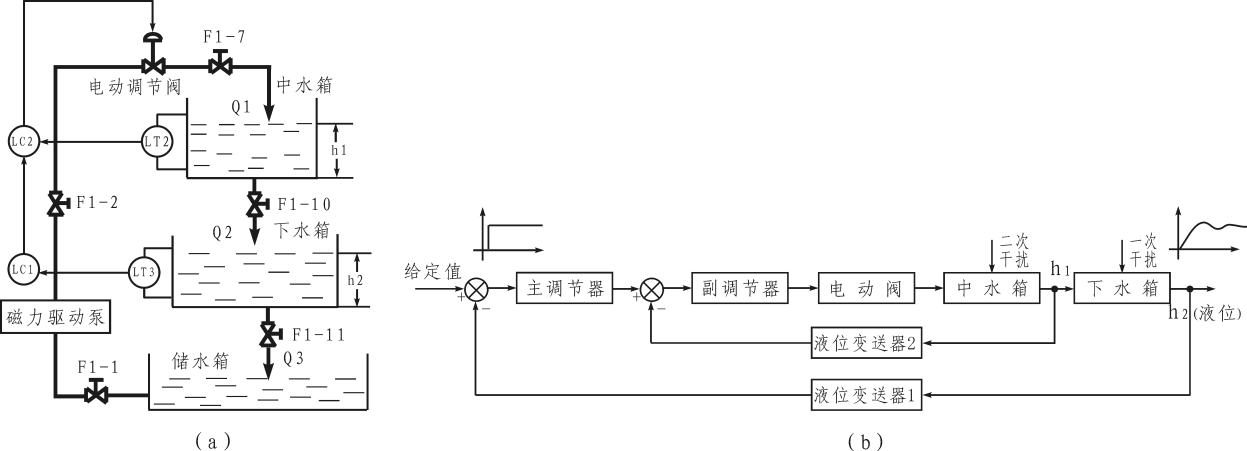 F1-7
电动调节阀
中水箱
Q1
LC2
LT2
h1
F1-2
F1-10
Q2
下水箱
LC1
LT3
h2
磁力驱动泵
F1-11
储水箱
Q3
F1-1
(a)
给定值
+
−
主调节器
+
−
副调节器
电动阀
二次
干扰
中水箱
h1
一次
干扰
下水箱
h2(液位)
液位变送器2
液位变送器1
(b)